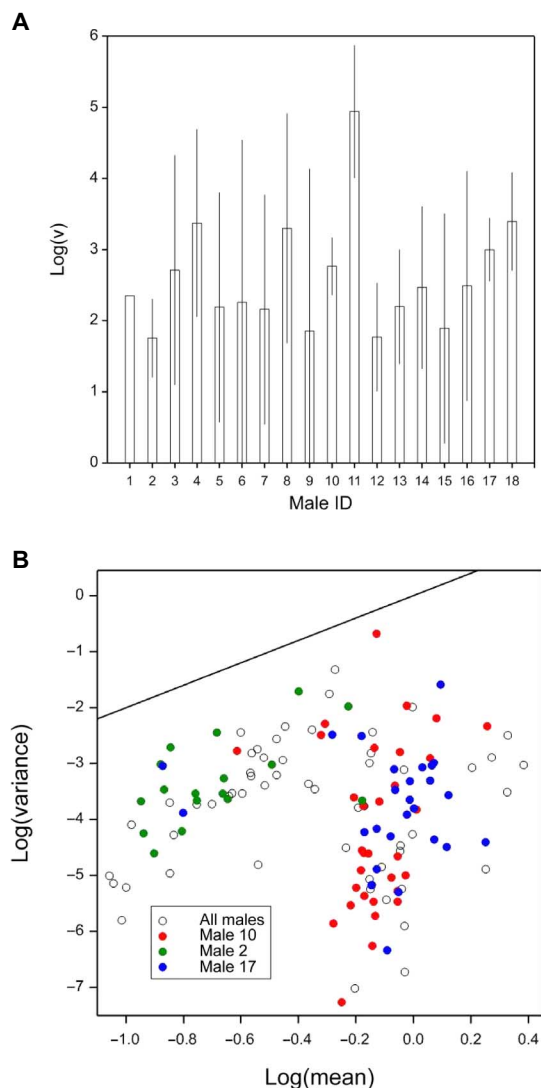 A
6
5
4
3
2
1
0
Log(v)
1 2 3 4 5 6 7 8 9 10 11 12 13 14 15 16 17 18
Male ID
B
0
−1
−2
−3
−4
−5
−6
−7
Log(variance)
All males
Male 10
Male 2
Male 17
−1.0 −0.8 −0.6 −0.4 −0.2 0.0 0.2 0.4
Log(mean)